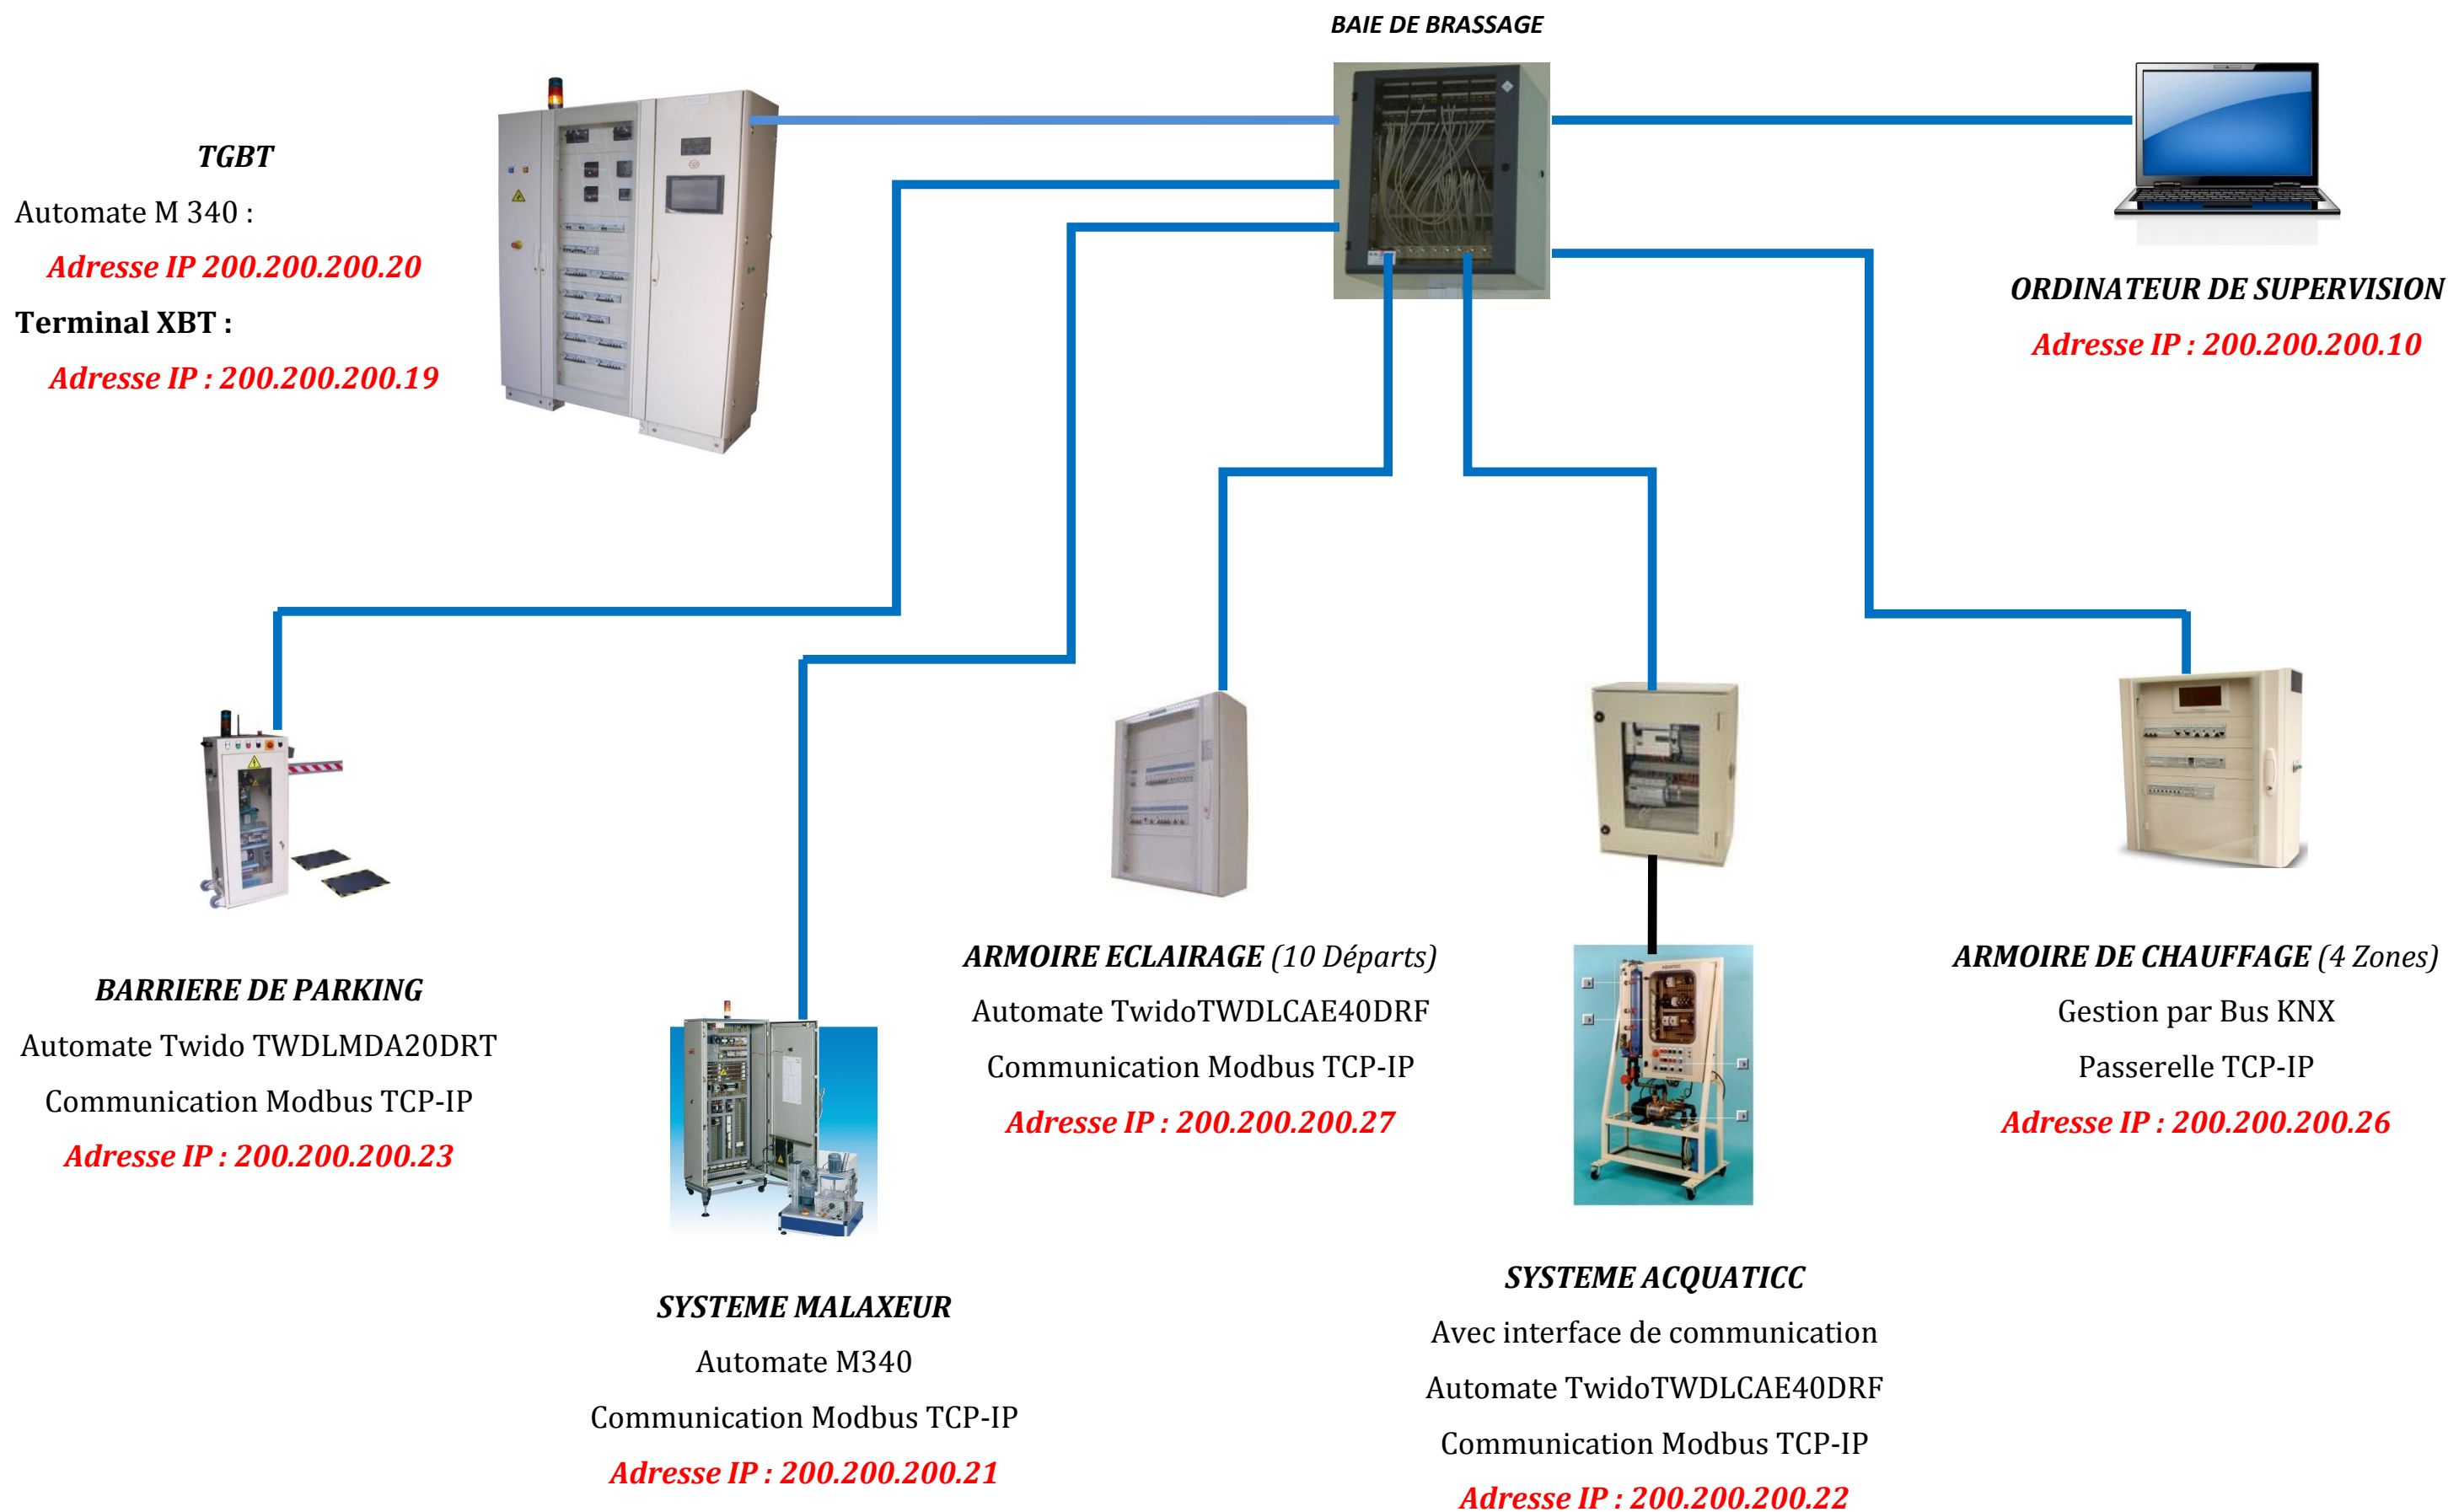 BAIE DE BRASSAGE
TGBT
Automate M 340 :
Adresse IP 200.200.200.20
Terminal XBT :
Adresse IP : 200.200.200.19
ORDINATEUR DE SUPERVISION
Adresse IP : 200.200.200.10
BARRIERE DE PARKING
Automate Twido TWDLMDA20DRT
Communication Modbus TCP-IP
Adresse IP : 200.200.200.23
SYSTEME MALAXEUR
Automate M340
Communication Modbus TCP-IP
Adresse IP : 200.200.200.21
ARMOIRE ECLAIRAGE (10 Départs)
Automate TwidoTWDLCAE40DRF
Communication Modbus TCP-IP
Adresse IP : 200.200.200.27
SYSTEME ACQUATICC
Avec interface de communication
Automate TwidoTWDLCAE40DRF
Communication Modbus TCP-IP
Adresse IP : 200.200.200.22
ARMOIRE DE CHAUFFAGE (4 Zones)
Gestion par Bus KNX
Passerelle TCP-IP
Adresse IP : 200.200.200.26